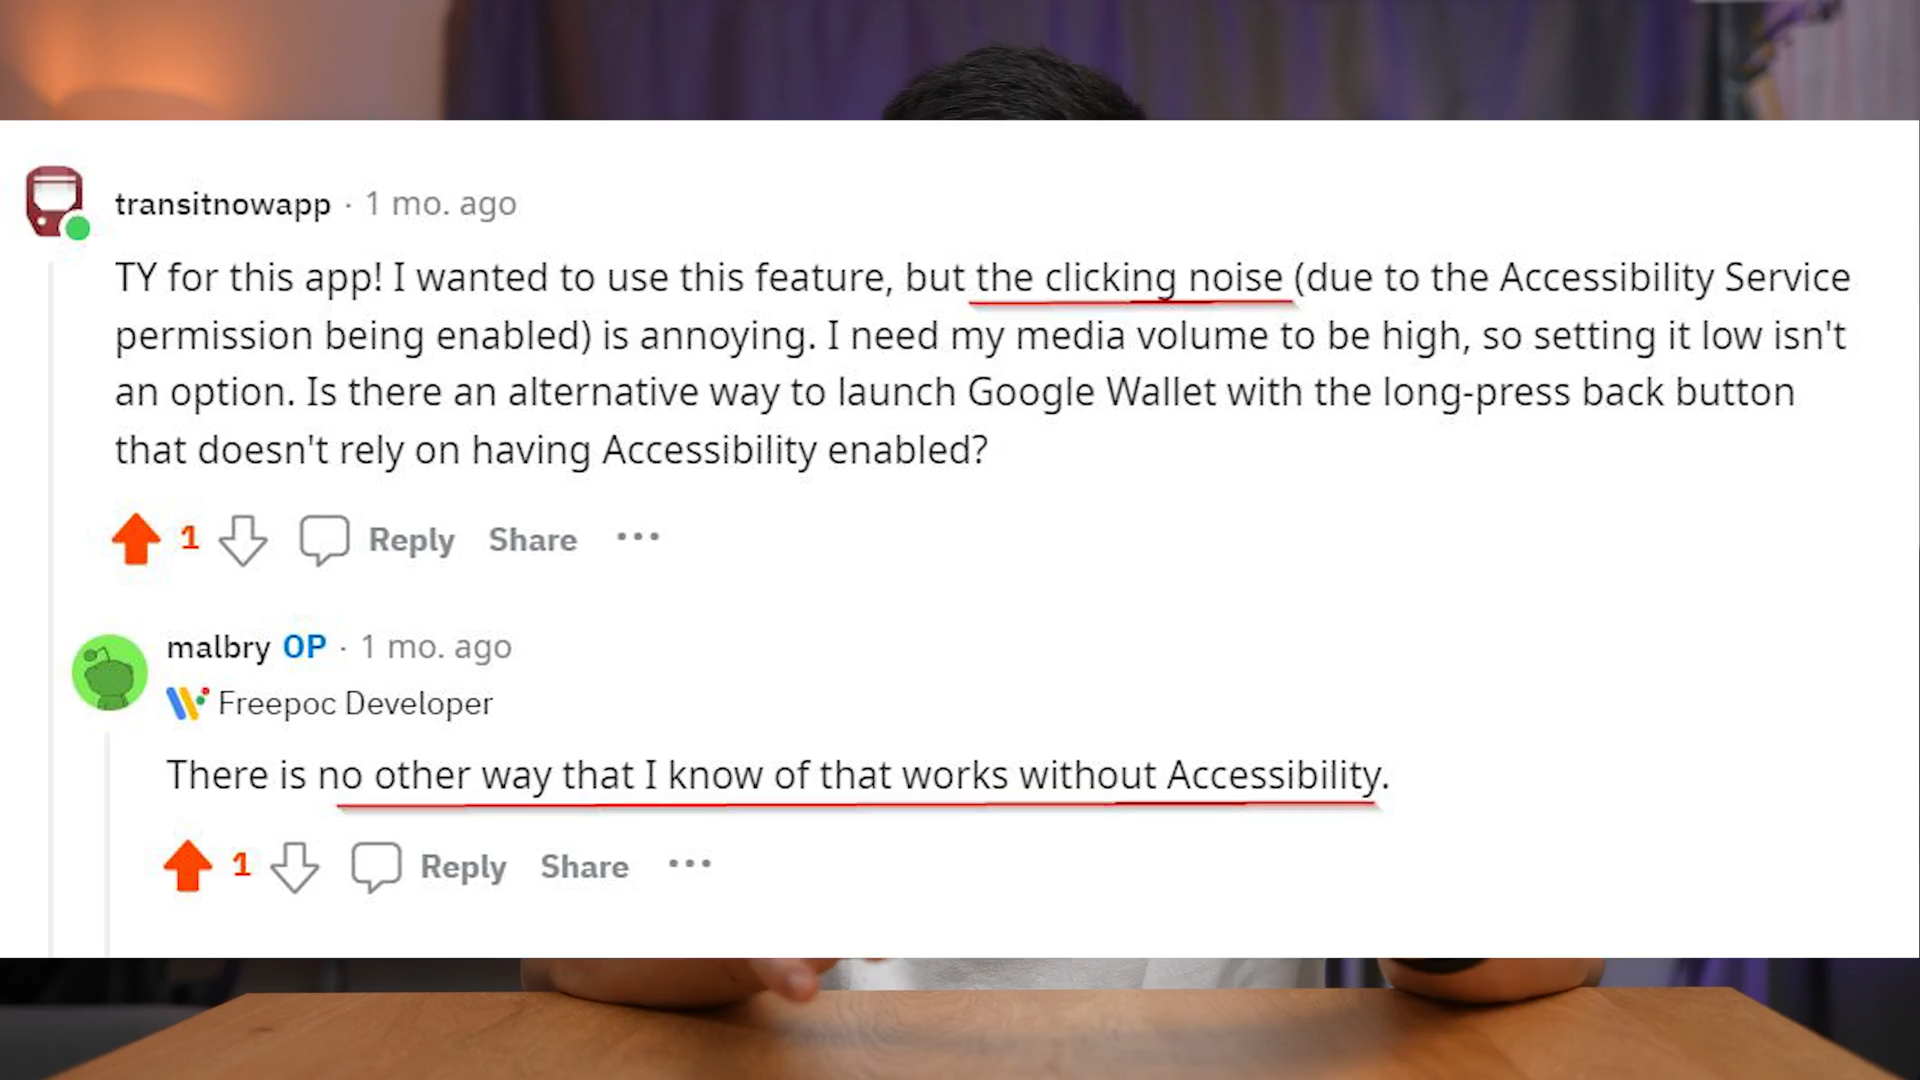 transitnowapp · 1 mo. ago
TY for this app! I wanted to use this feature, but the clicking noise (due to the Accessibility Service
permission being enabled) is annoying. I need my media volume to be high, so setting it low isn't
an option. Is there an alternative way to launch Google Wallet with the long-press back button
that doesn't rely on having Accessibility enabled?
1 Reply Share ···
malbry OP · 1 mo. ago
Freepoc Developer
There is no other way that I know of that works without Accessibility.
1 Reply Share ···